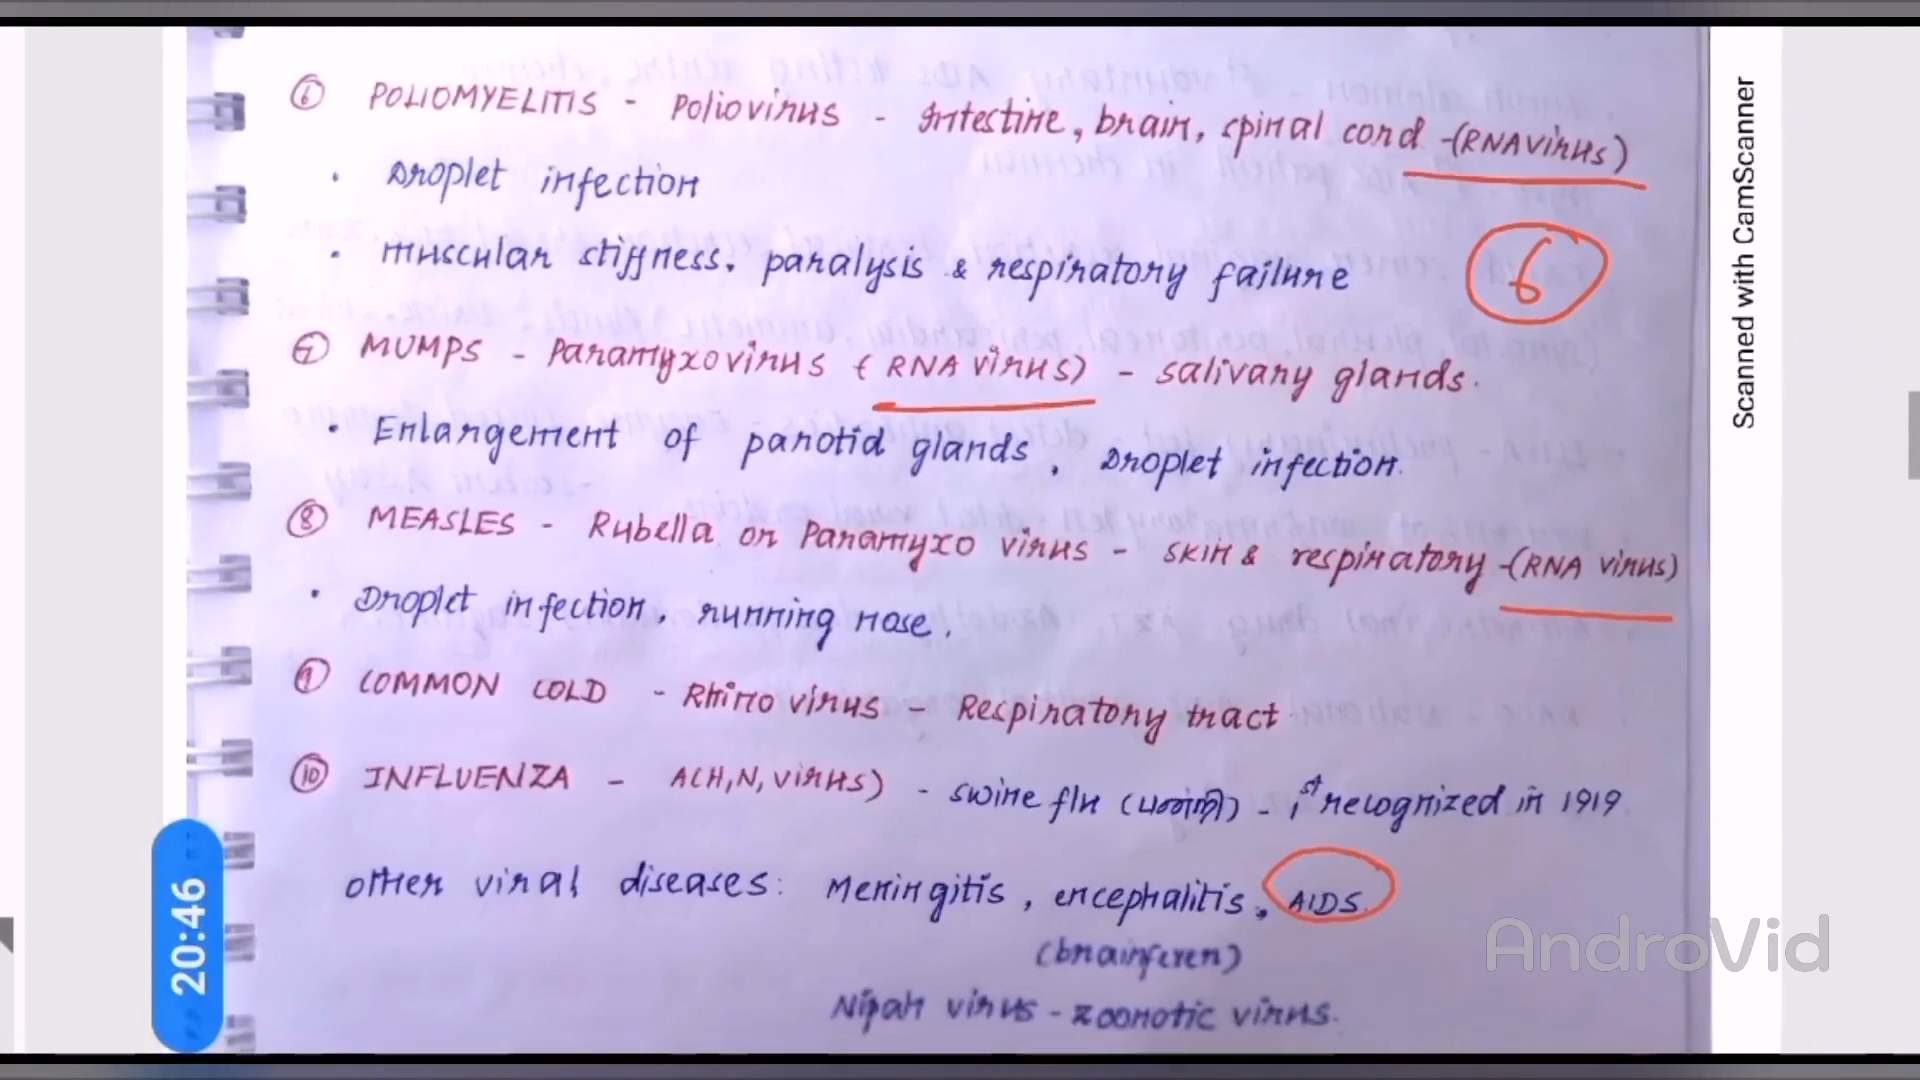 ⑥ POLIOMYELITIS - Poliovirus - Intestine, brain, spinal cord -(RNA virus)
· Droplet infection
· muscular stiffness, paralysis & respiratory failure
6
⑦ MUMPS - Paramyxovirus (RNA virus) - salivary glands.
· Enlargement of parotid glands, Droplet infection.
⑧ MEASLES - Rubella or Paramyxo virus - skin & respiratory -(RNA virus)
· Droplet infection, running nose.
⑨ COMMON COLD - Rhino virus - Respiratory tract
⑩ INFLUENZA - A(H,N, virus) - swine flu (பன்றி) - 1st recognized in 1919
other viral diseases: Meningitis, encephalitis, AIDS.
(brainferen)
Nipah virus - zoonotic virus.
Scanned with CamScanner
20:46
AndroVid